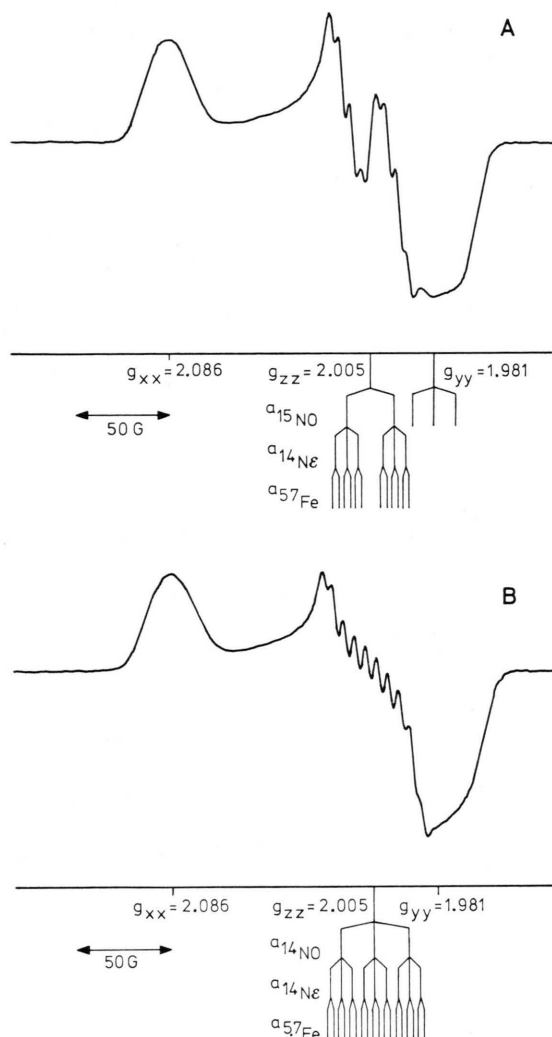 A
g_xx = 2.086
g_zz = 2.005
g_yy = 1.981
50 G
a_15NO
a_14Nε
a_57Fe
B
g_xx = 2.086
g_zz = 2.005
g_yy = 1.981
50 G
a_14NO
a_14Nε
a_57Fe